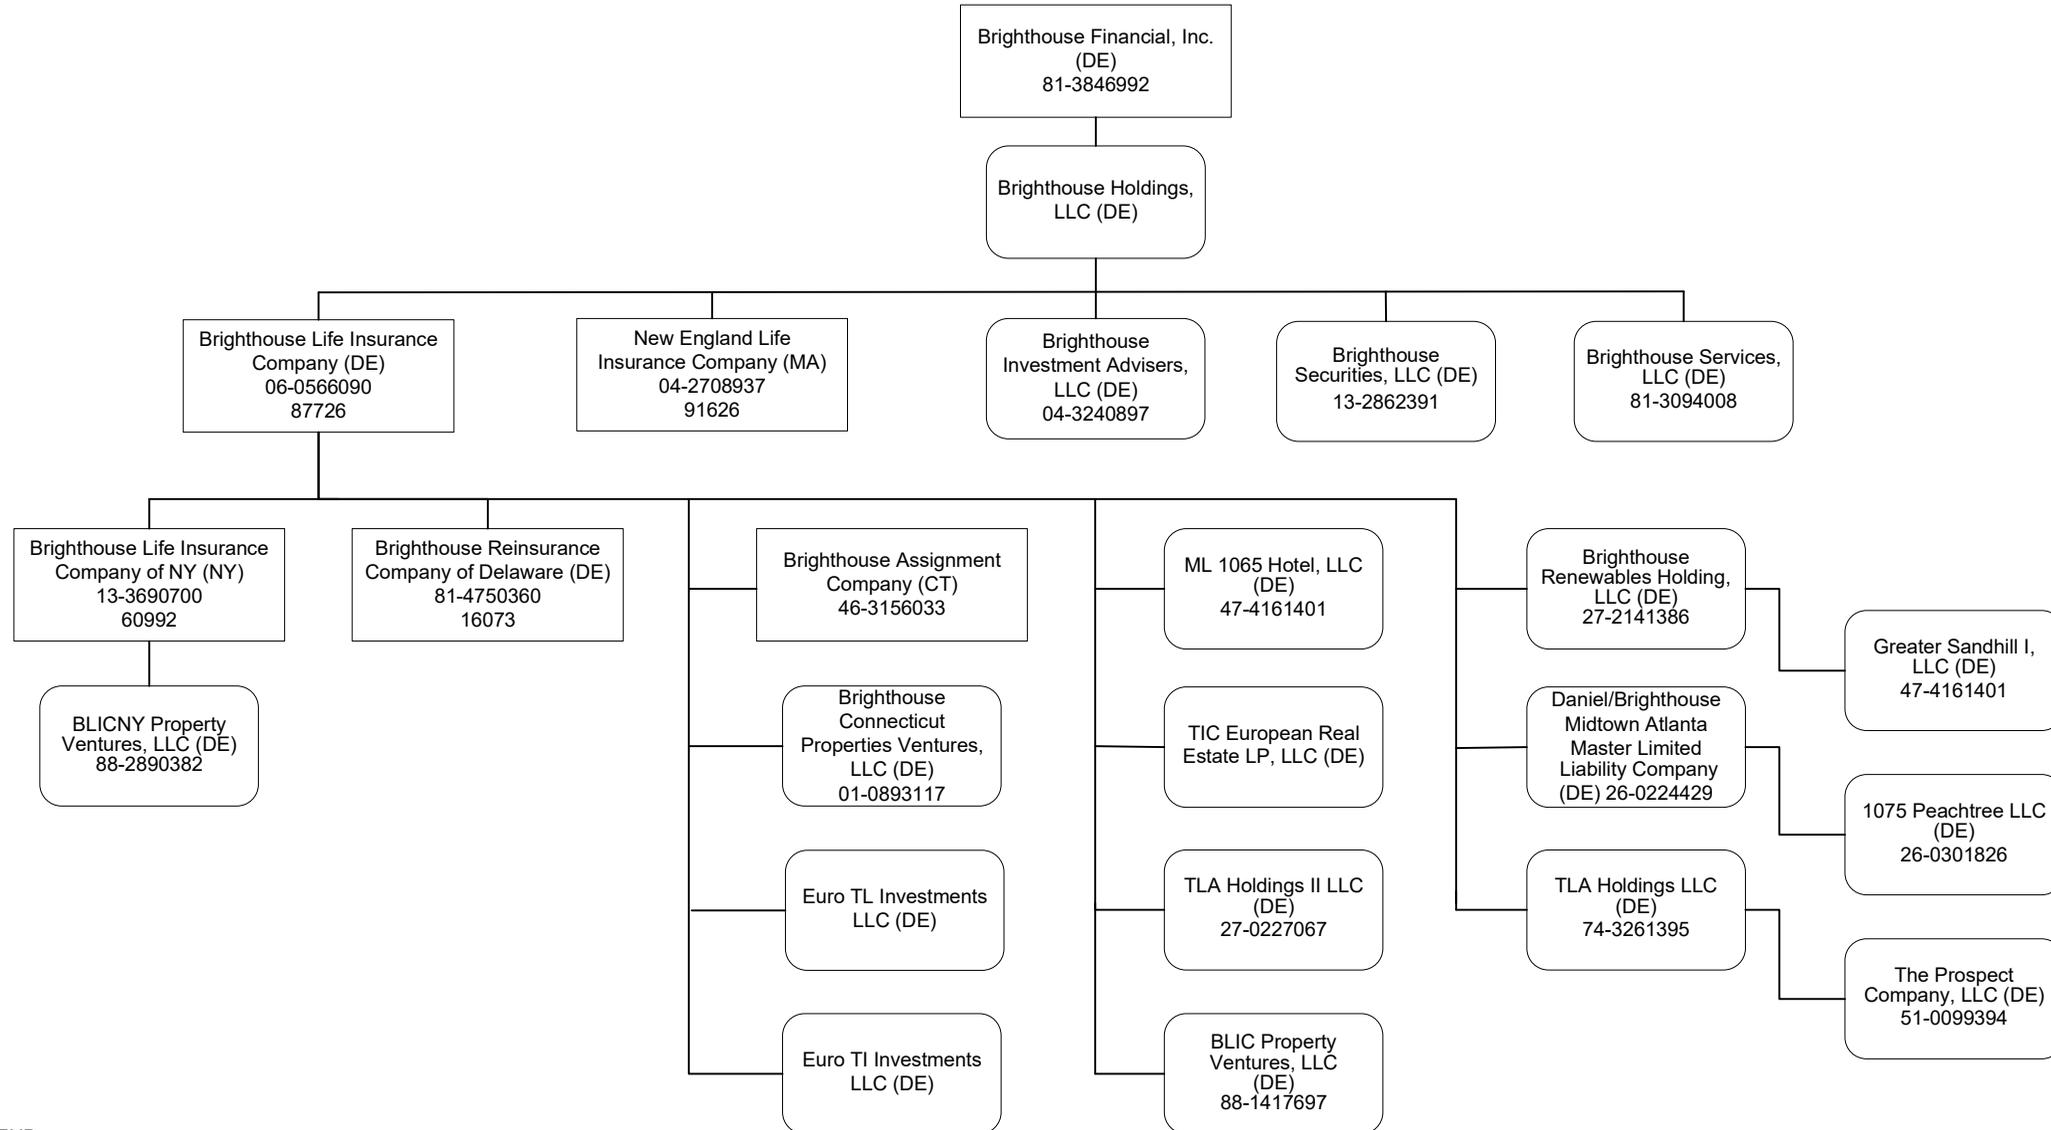 Brighthouse Financial, Inc.
(DE)
81-3846992
Brighthouse Holdings,
LLC (DE)
Brighthouse Life Insurance
Company (DE)
06-0566090
87726
New England Life
Insurance Company (MA)
04-2708937
91626
Brighthouse
Investment Advisers,
LLC (DE)
04-3240897
Brighthouse
Securities, LLC (DE)
13-2862391
Brighthouse Services,
LLC (DE)
81-3094008
Brighthouse Life Insurance
Company of NY (NY)
13-3690700
60992
Brighthouse Reinsurance
Company of Delaware (DE)
81-4750360
16073
Brighthouse Assignment
Company (CT)
46-3156033
ML 1065 Hotel, LLC
(DE)
47-4161401
Brighthouse
Renewables Holding,
LLC (DE)
27-2141386
Greater Sandhill I,
LLC (DE)
47-4161401
BLICNY Property
Ventures, LLC (DE)
88-2890382
Brighthouse
Connecticut
Properties Ventures,
LLC (DE)
01-0893117
TIC European Real
Estate LP, LLC (DE)
Daniel/Brighthouse
Midtown Atlanta
Master Limited
Liability Company
(DE) 26-0224429
1075 Peachtree LLC
(DE)
26-0301826
Euro TL Investments
LLC (DE)
TLA Holdings II LLC
(DE)
27-0227067
TLA Holdings LLC
(DE)
74-3261395
The Prospect
Company, LLC (DE)
51-0099394
Euro TI Investments
LLC (DE)
BLIC Property
Ventures, LLC
(DE)
88-1417697